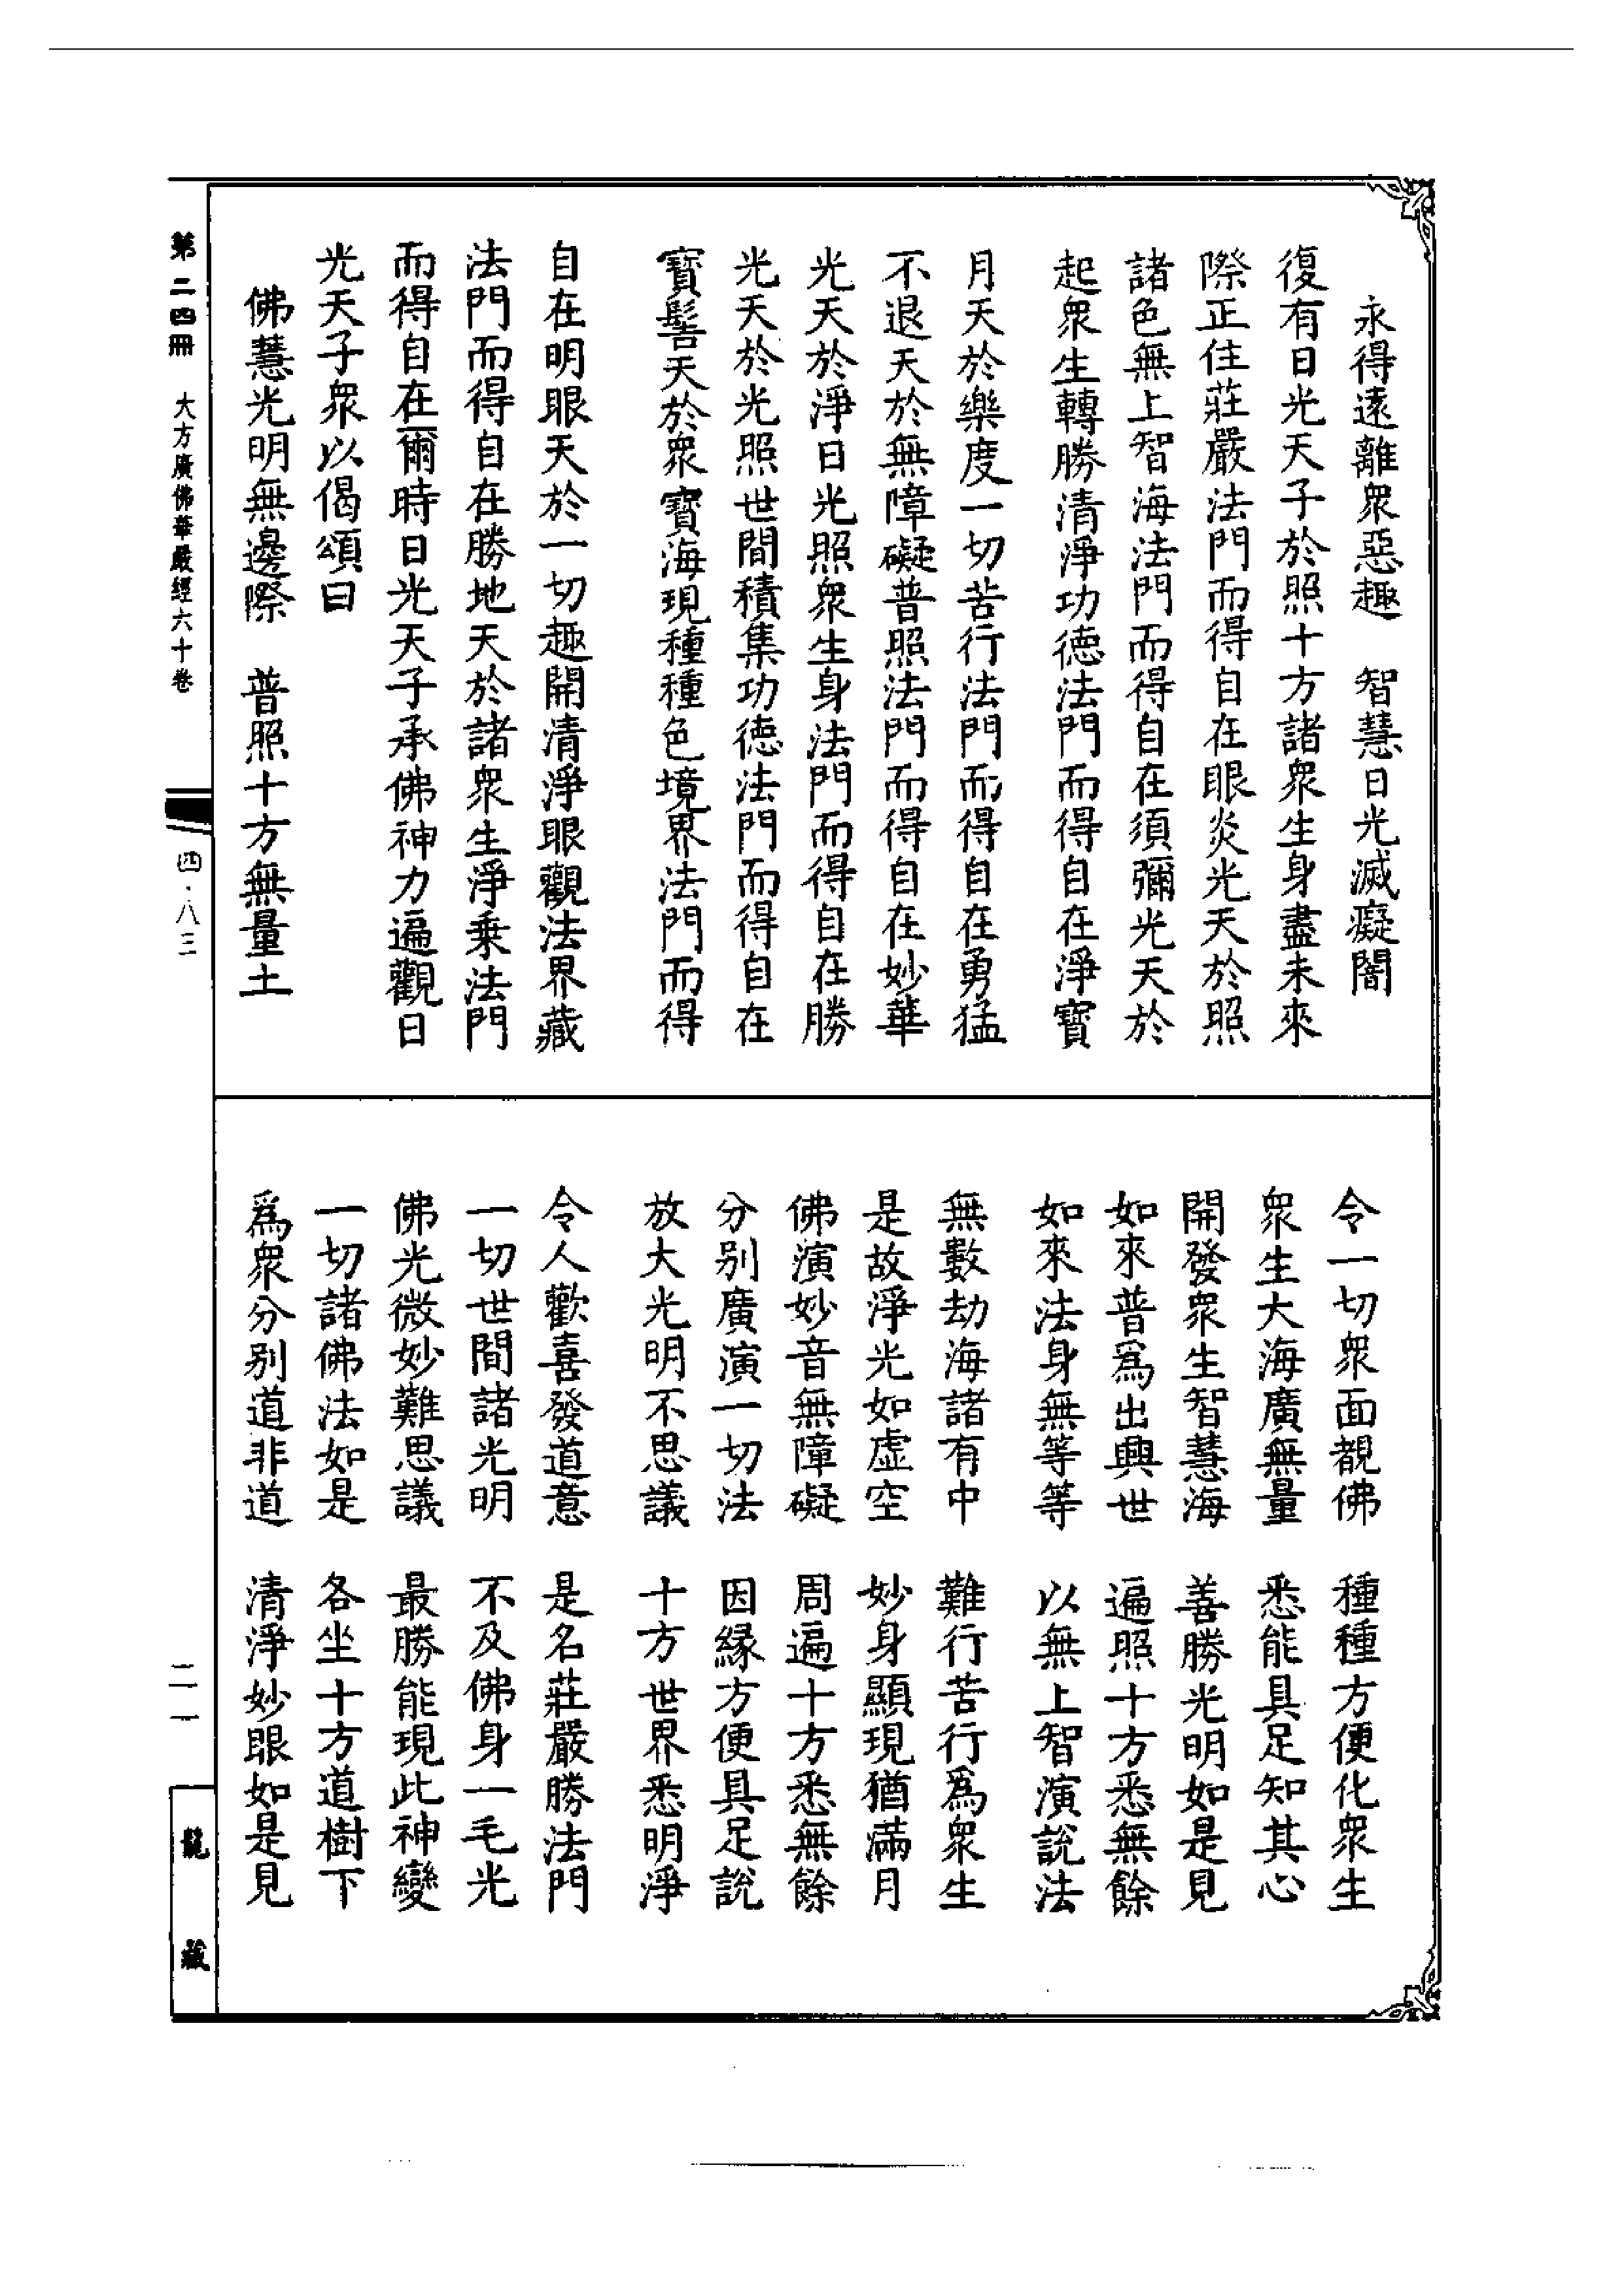 永得遠離衆惡趣　智慧日光滅癡闇
復有日光天子於照十方諸衆生身盡未來
際正住莊嚴法門而得自在眼炎光天於照
諸色無上智海法門而得自在須彌光天於
起衆生轉勝清淨功德法門而得自在淨寶
月天於樂度一切苦行法門而得自在勇猛
不退天於無障礙普照法門而得自在妙華
光天於淨日光照衆生身法門而得自在勝
光天於光照世間積集功德法門而得自在
寶髻天於衆寶海現種種色境界法門而得
自在明眼天於一切趣開清淨眼觀法界藏
法門而得自在勝地天於諸衆生淨乗法門
而得自在爾時日光天子承佛神力遍觀日
光天子衆以偈頌曰
佛慧光明無邊際　普照十方無量土
令一切衆面覩佛　種種方便化衆生
衆生大海廣無量　悉能具足知其心
開發衆生智慧海　善勝光明如是見
如來普爲出興世　遍照十方悉無餘
如來法身無等等　以無上智演說法
無數劫海諸有中　難行苦行爲衆生
是故淨光如虛空　妙身顯現猶滿月
佛演妙音無障礙　周遍十方悉無餘
分别廣演一切法　因緣方便具足說
放大光明不思議　十方世界悉明淨
令人歡喜發道意　是名莊嚴勝法門
一切世間諸光明　不及佛身一毛光
佛光微妙難思議　最勝能現此神變
一切諸佛法如是　各坐十方道樹下
爲衆分别道非道　清淨妙眼如是見
第二四冊　大方廣佛華嚴經六十卷　四·八三
二一
龍藏